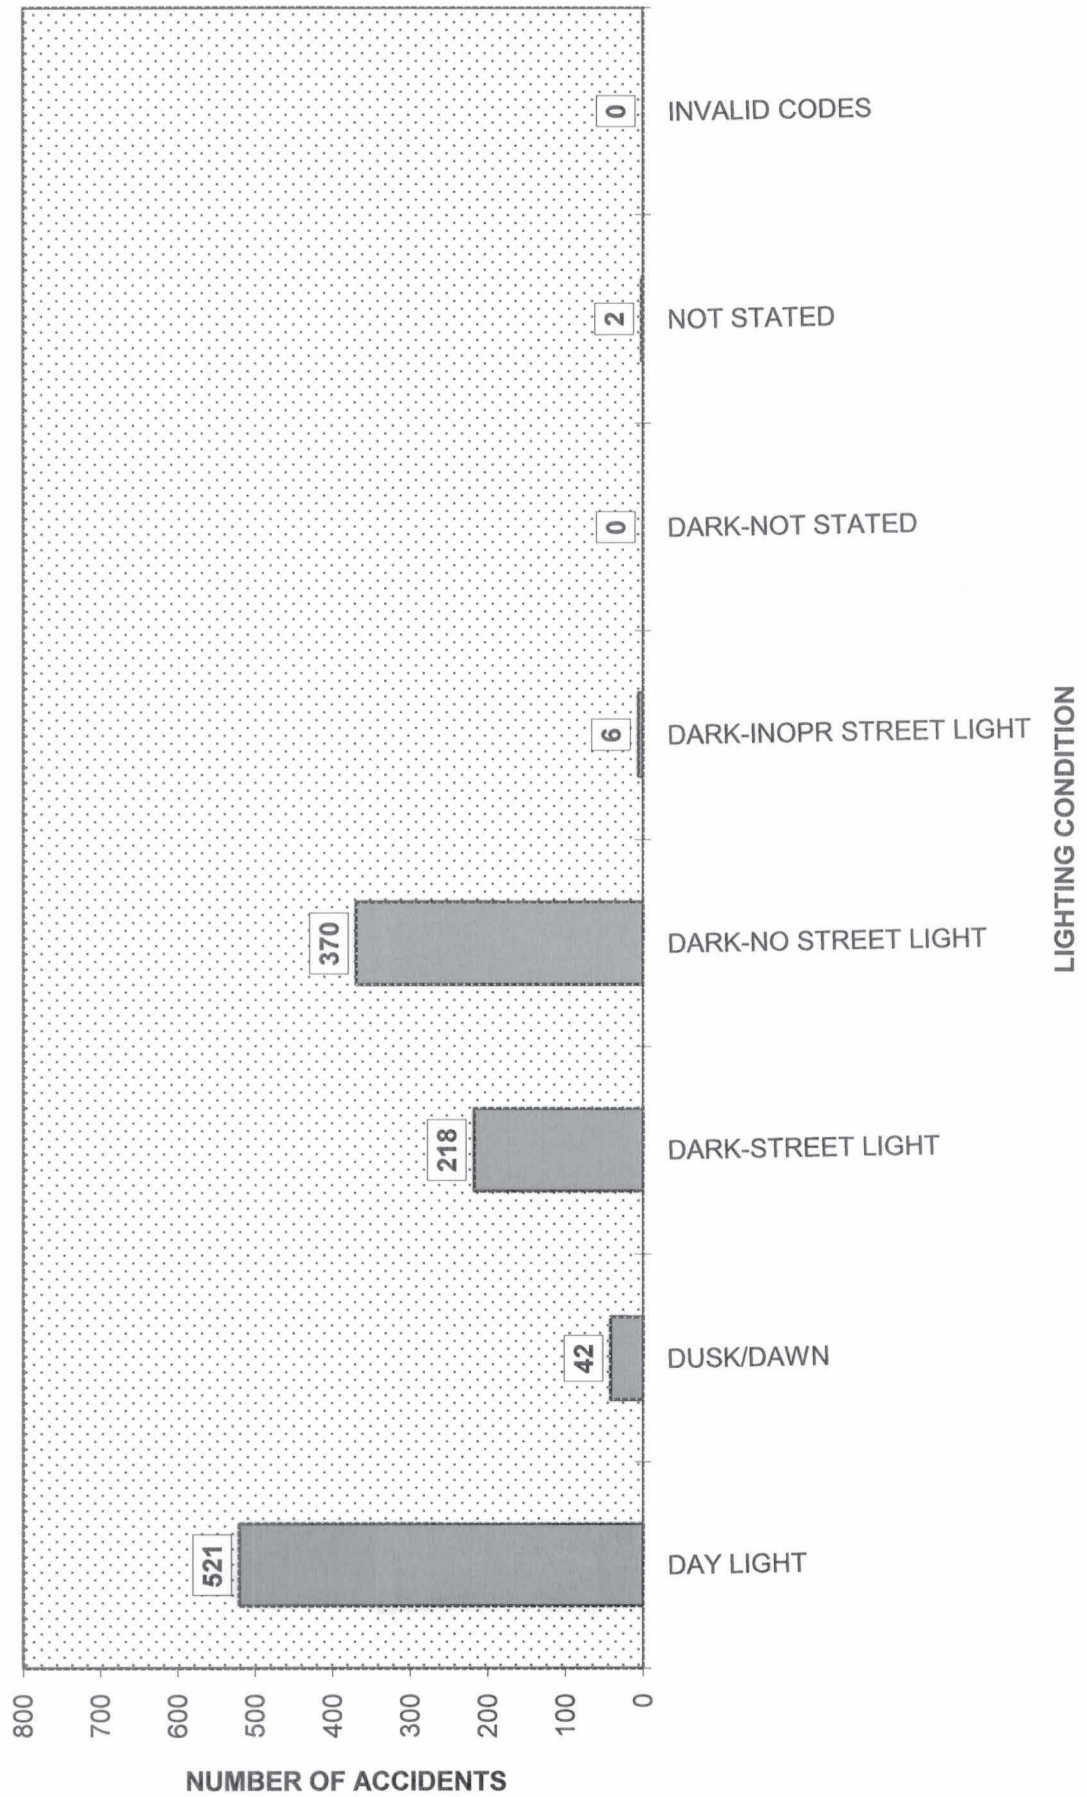 800
700
600
500
400
300
200
100
0
NUMBER OF ACCIDENTS
521
42
218
370
6
0
2
0
DAY LIGHT
DUSK/DAWN
DARK-STREET LIGHT
DARK-NO STREET LIGHT
DARK-INOPR STREET LIGHT
DARK-NOT STATED
NOT STATED
INVALID CODES
LIGHTING CONDITION